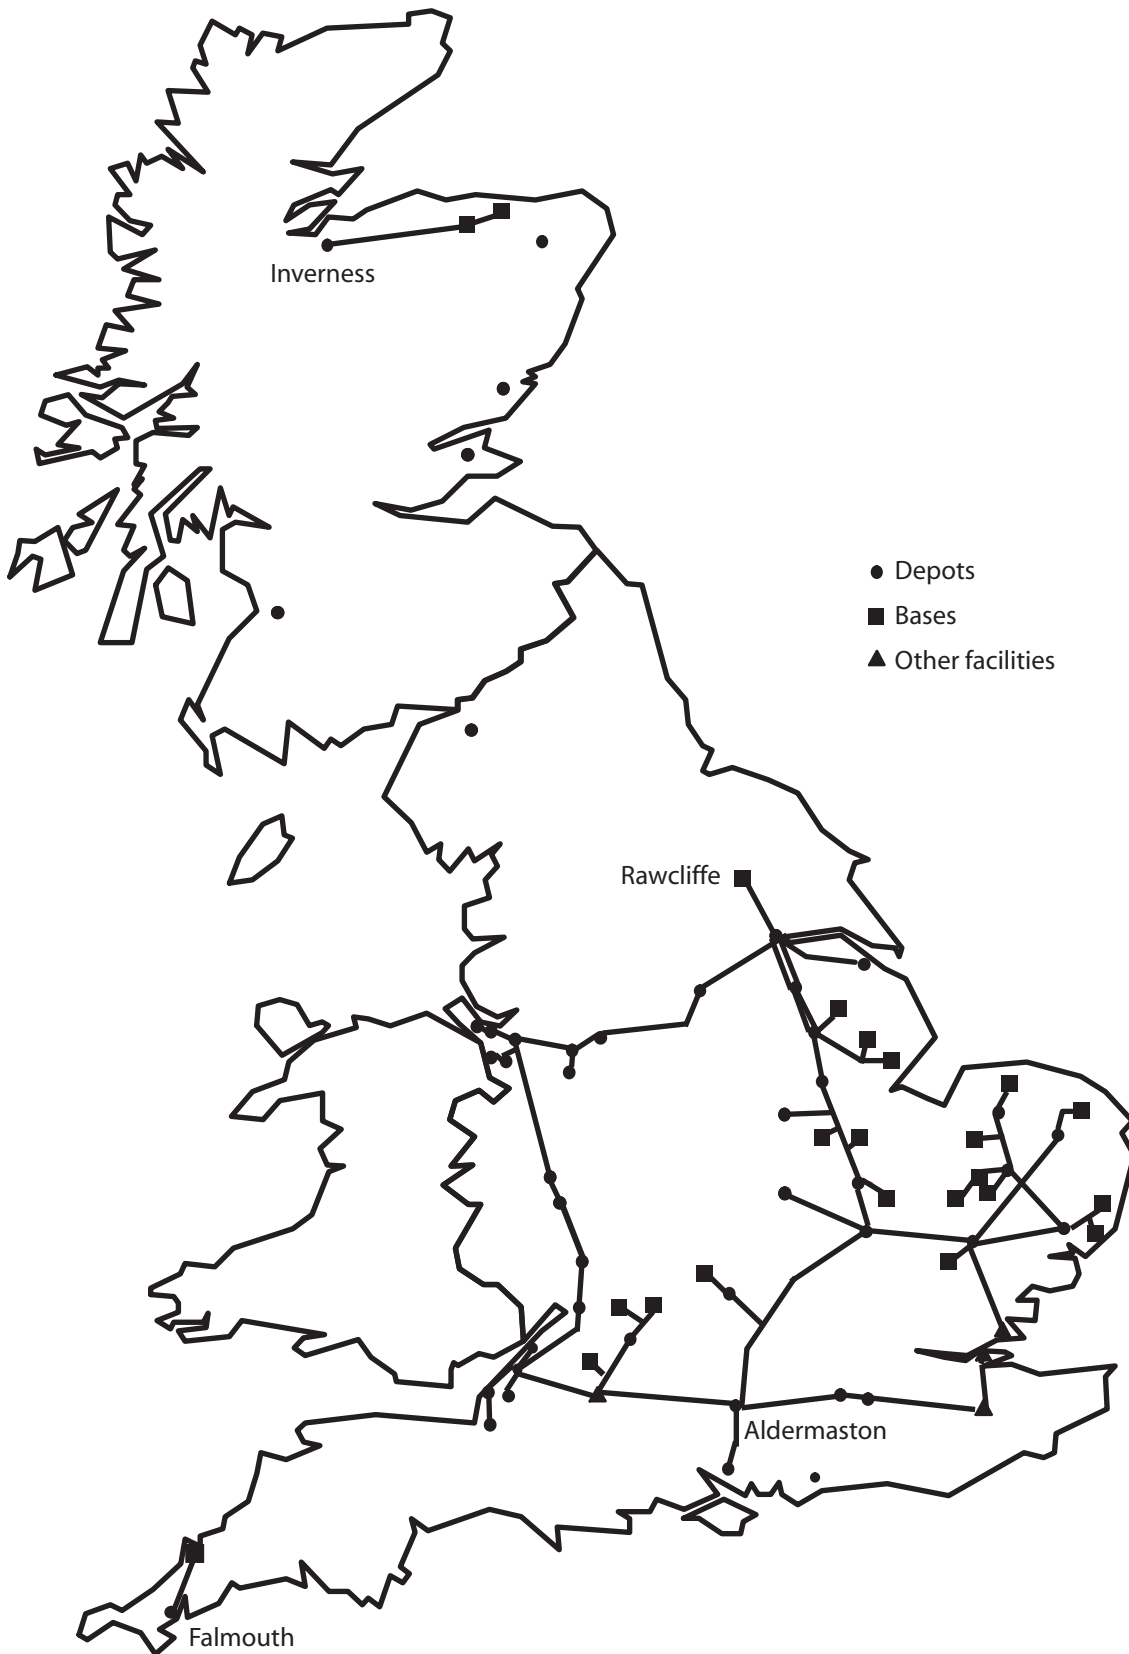 Inverness
Depots
Bases
Other facilities
Rawcliffe
Aldermaston
Falmouth